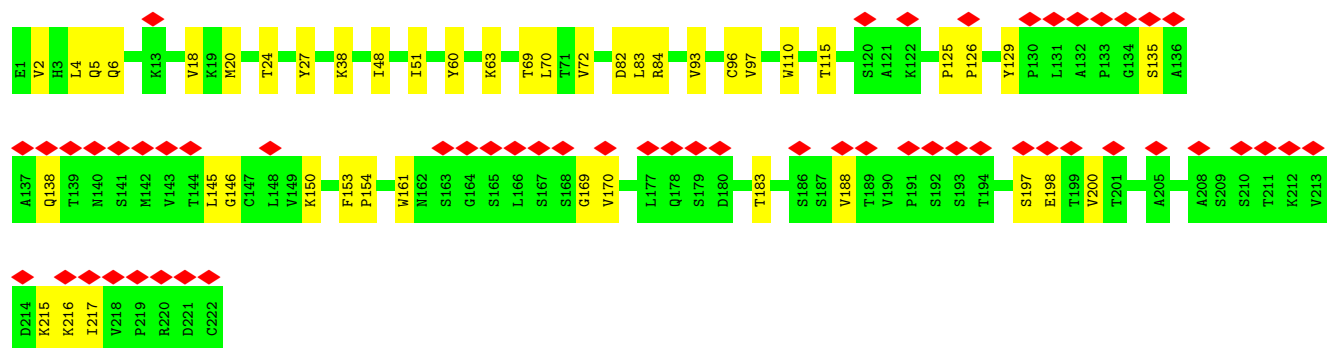 E1 V2 H3 L4 Q5 Q6 K13 V18 K19 M20 T24 Y27 K38 I48 I51 Y60 K63 T69 L70 T71 V72 D82 L83 R84 V93 C96 V97 W110 T115 S120 A121 K122 P125 P126 Y129 P130 L131 A132 P133 G134 S135 A136
A137 Q138 T139 N140 S141 M142 V143 T144 L145 G146 C147 L148 V149 K150 F153 P154 W161 N162 S163 G164 S165 L166 S167 S168 G169 V170 L177 Q178 S179 D180 T183 S186 S187 V188 T189 V190 P191 S192 S193 T194 S197 E198 T199 V200 T201 A205 A208 S209 S210 T211 K212 V213
D214 K215 K216 I217 V218 P219 R220 D221 C222